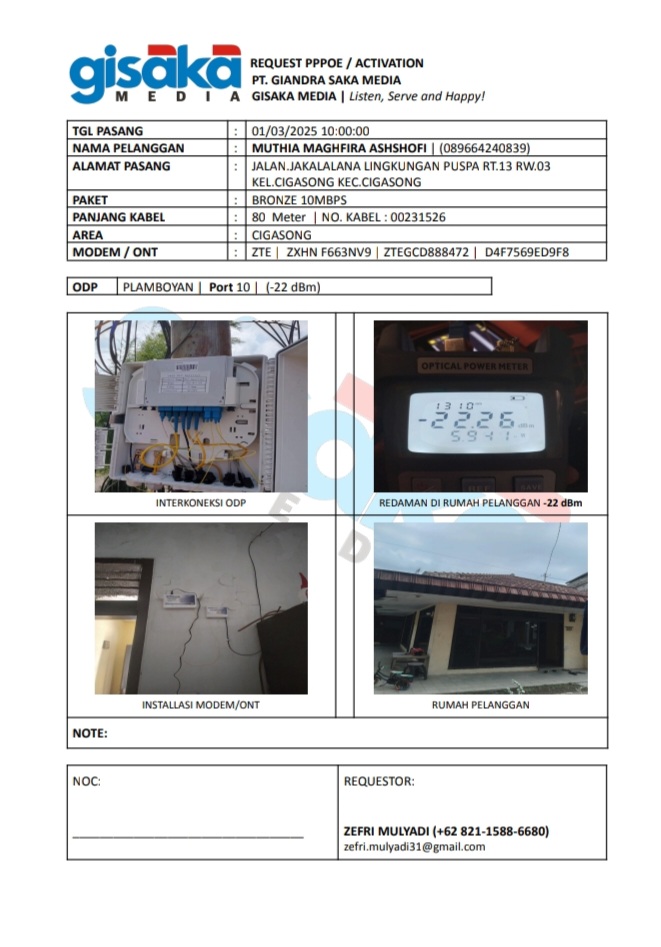 gisaka
MEDIA
REQUEST PPPOE / ACTIVATION
PT. GIANDRA SAKA MEDIA
GISAKA MEDIA | Listen, Serve and Happy!
TGL PASANG : 01/03/2025 10:00:00
NAMA PELANGGAN : MUTHIA MAGHFIRA ASHSHOFI | (089664240839)
ALAMAT PASANG : JALAN.JAKALALANA LINGKUNGAN PUSPA RT.13 RW.03
KEL.CIGASONG KEC.CIGASONG
PAKET : BRONZE 10MBPS
PANJANG KABEL : 80 Meter | NO. KABEL : 00231526
AREA : CIGASONG
MODEM / ONT : ZTE | ZXHN F663NV9 | ZTEGCD888472 | D4F7569ED9F8
ODP PLAMBOYAN | Port 10 | (-22 dBm)
OPTICAL POWER METER
1310
-22.26 dBm
5.941
INTERKONEKSI ODP
REDAMAN DI RUMAH PELANGGAN -22 dBm
INSTALLASI MODEM/ONT
RUMAH PELANGGAN
NOTE:
NOC:
REQUESTOR:
ZEFRI MULYADI (+62 821-1588-6680)
zefri.mulyadi31@gmail.com